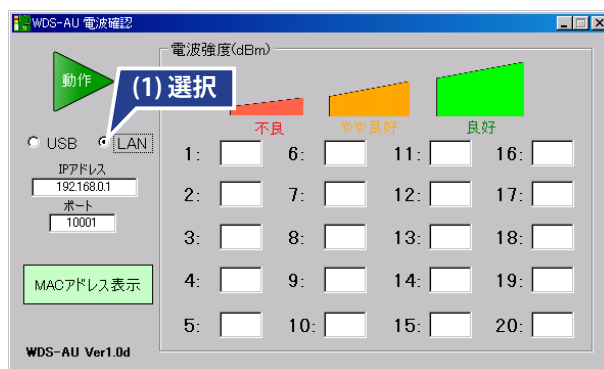 WDS-AU 電波確認
電波強度(dBm)
動作
(1) 選択
不良
やや良好
良好
USB
LAN
IPアドレス
192.168.0.1
ポート
10001
MACアドレス表示
1: 6: 11: 16:
2: 7: 12: 17:
3: 8: 13: 18:
4: 9: 14: 19:
5: 10: 15: 20:
WDS-AU Ver1.0d